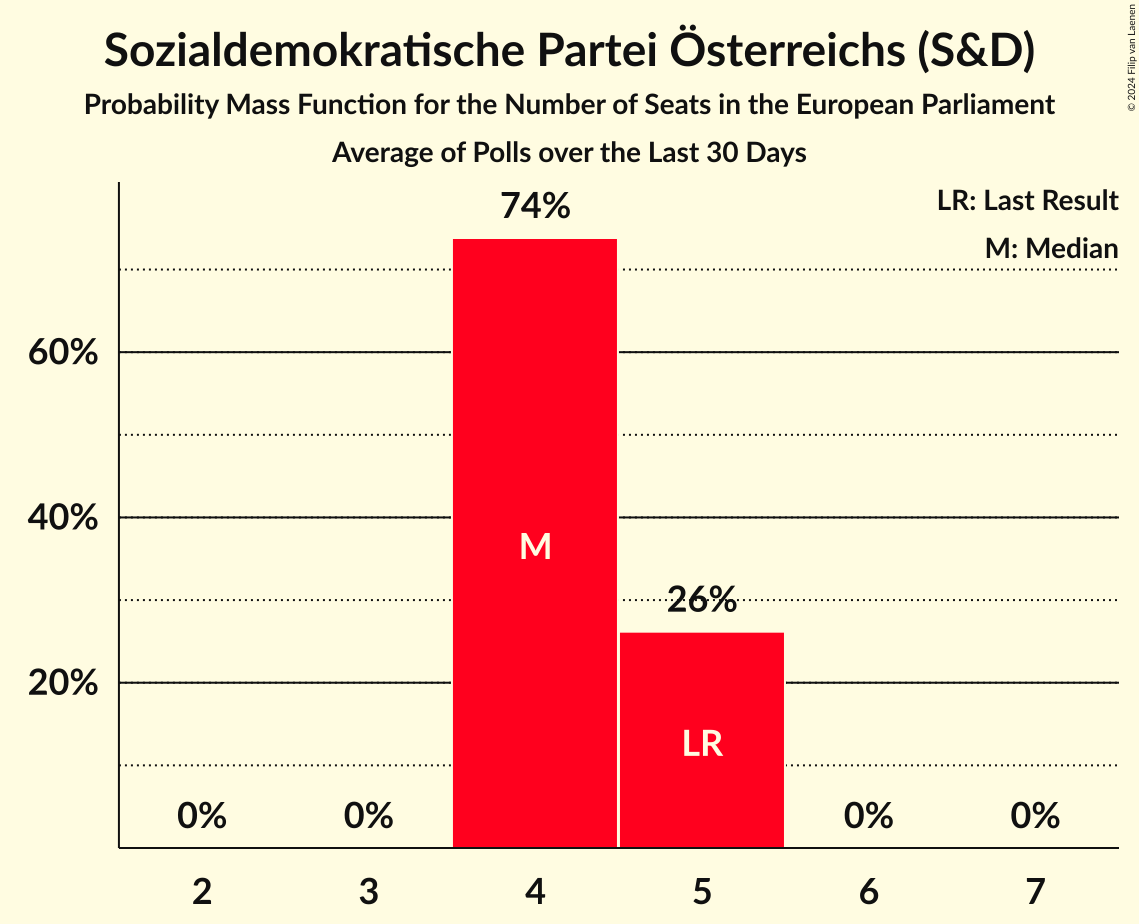 Sozialdemokratische Partei Österreichs (S&D)
Probability Mass Function for the Number of Seats in the European Parliament
Average of Polls over the Last 30 Days
© 2024 Filip van Laenen
LR: Last Result
M: Median
74%
60%
40%
M
26%
20%
LR
0%
0%
0%
0%
2
3
4
5
6
7